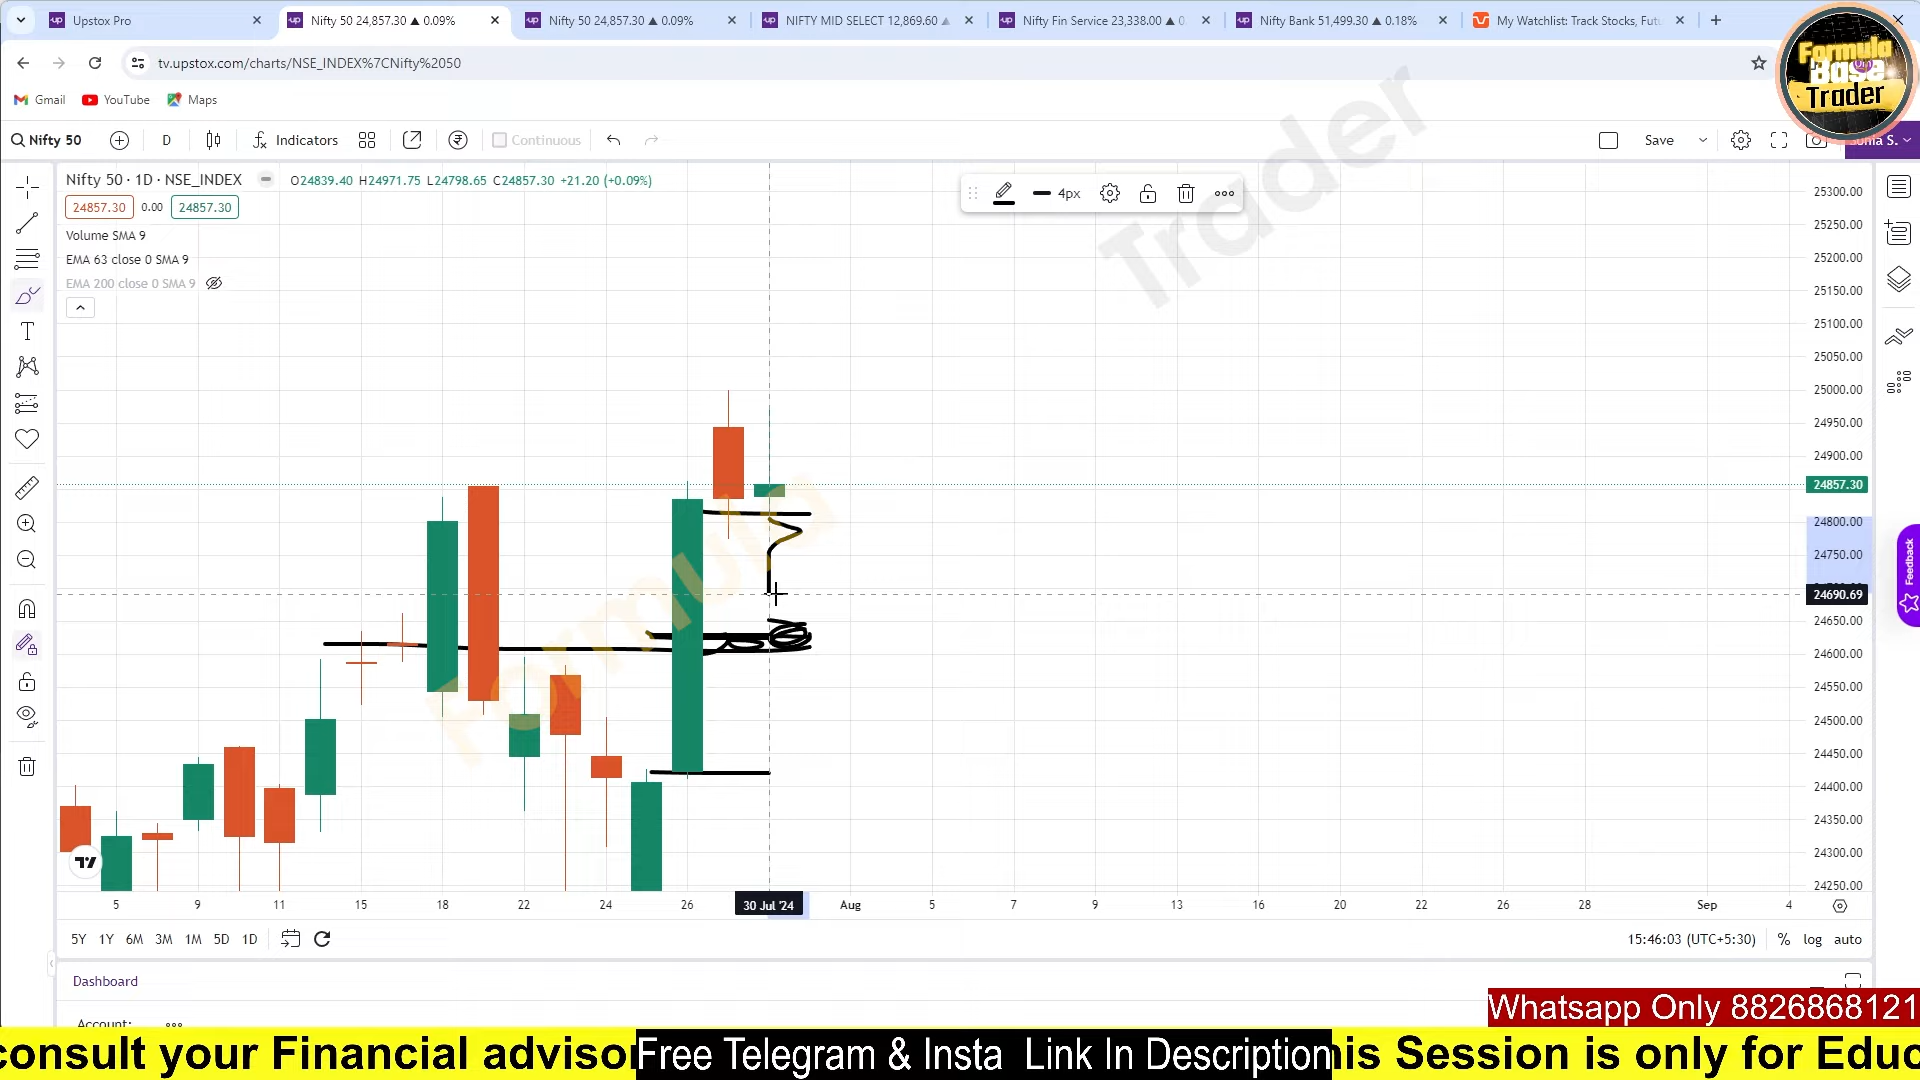 Upstox Pro
Nifty 50 24,857.30 ▲ 0.09%
Nifty 50 24,857.30 ▲ 0.09%
NIFTY MID SELECT 12,869.60
Nifty Fin Service 23,338.00 ▲ 0
Nifty Bank 51,499.30 ▲ 0.18%
My Watchlist: Track Stocks, Futu
tv.upstox.com/charts/NSE_INDEX%7CNifty%2050
Gmail
YouTube
Maps
Formula
Base
Trader
Nifty 50
D
Indicators
Continuous
Save
onia S.
Nifty 50 · 1D · NSE_INDEX
O24839.40 H24971.75 L24798.65 C24857.30 +21.20 (+0.09%)
4px
24857.30
0.00
24857.30
Volume SMA 9
EMA 63 close 0 SMA 9
EMA 200 close 0 SMA 9
Formula
Trader
25300.00
25250.00
25200.00
25150.00
25100.00
25050.00
25000.00
24950.00
24900.00
24857.30
24800.00
24750.00
24690.69
24650.00
24600.00
24550.00
24500.00
24450.00
24400.00
24350.00
24300.00
24250.00
Feedback
5
9
11
15
18
22
24
26
30 Jul '24
Aug
5
7
9
13
16
20
22
26
28
Sep
4
5Y 1Y 6M 3M 1M 5D 1D
15:46:03 (UTC+5:30)
% log auto
Dashboard
Account:
Whatsapp Only 8826868121
consult your Financial advisor
Free Telegram & Insta Link In Description
his Session is only for Educ